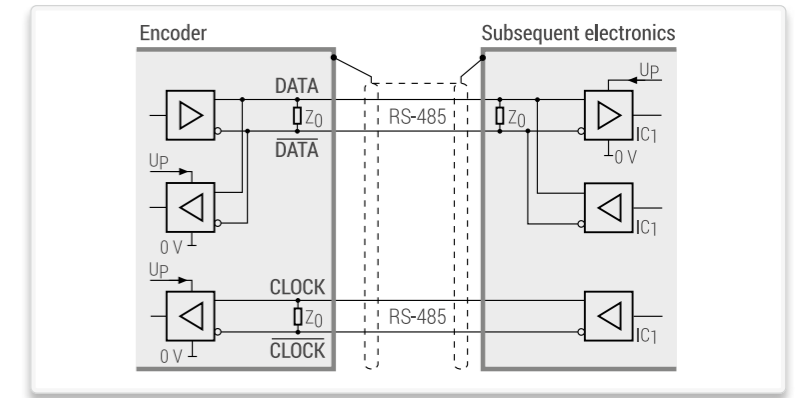 Encoder
Subsequent electronics
UP
DATA
Z0
RS-485
Z0
IC1
DATA
0 V
UP
IC1
0 V
UP
CLOCK
Z0
RS-485
IC1
CLOCK
0 V